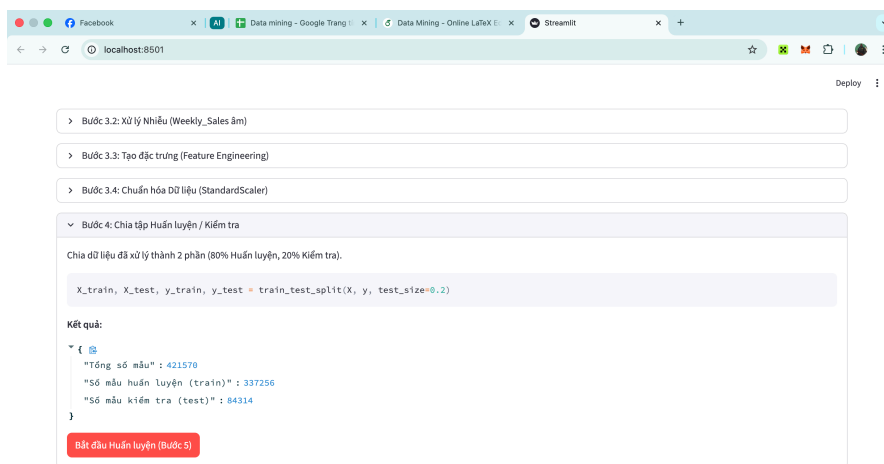 Facebook
AI
Data mining - Google Trang t
Data Mining - Online LaTeX E
Streamlit
localhost:8501
Deploy
Bước 3.2: Xử lý Nhiễu (Weekly_Sales âm)
Bước 3.3: Tạo đặc trưng (Feature Engineering)
Bước 3.4: Chuẩn hóa Dữ liệu (StandardScaler)
Bước 4: Chia tập Huấn luyện / Kiểm tra
Chia dữ liệu đã xử lý thành 2 phần (80% Huấn luyện, 20% Kiểm tra).
X_train, X_test, y_train, y_test = train_test_split(X, y, test_size=0.2)
Kết quả:
{
"Tổng số mẫu" : 421570
"Số mẫu huấn luyện (train)" : 337256
"Số mẫu kiểm tra (test)" : 84314
}
Bắt đầu Huấn luyện (Bước 5)